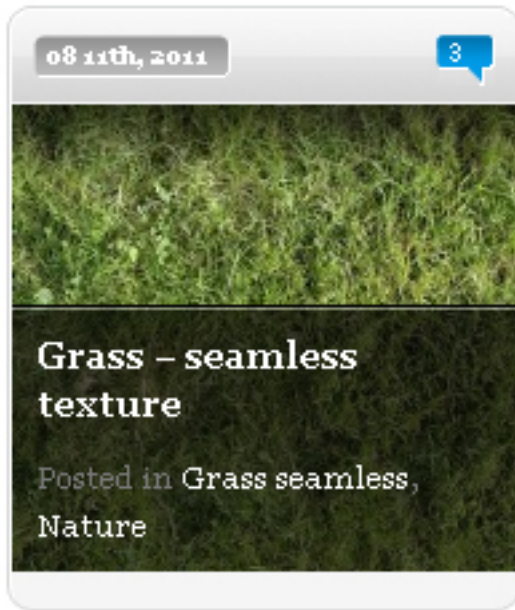 08 11th, 2011
3
Grass – seamless
texture
Posted in Grass seamless,
Nature